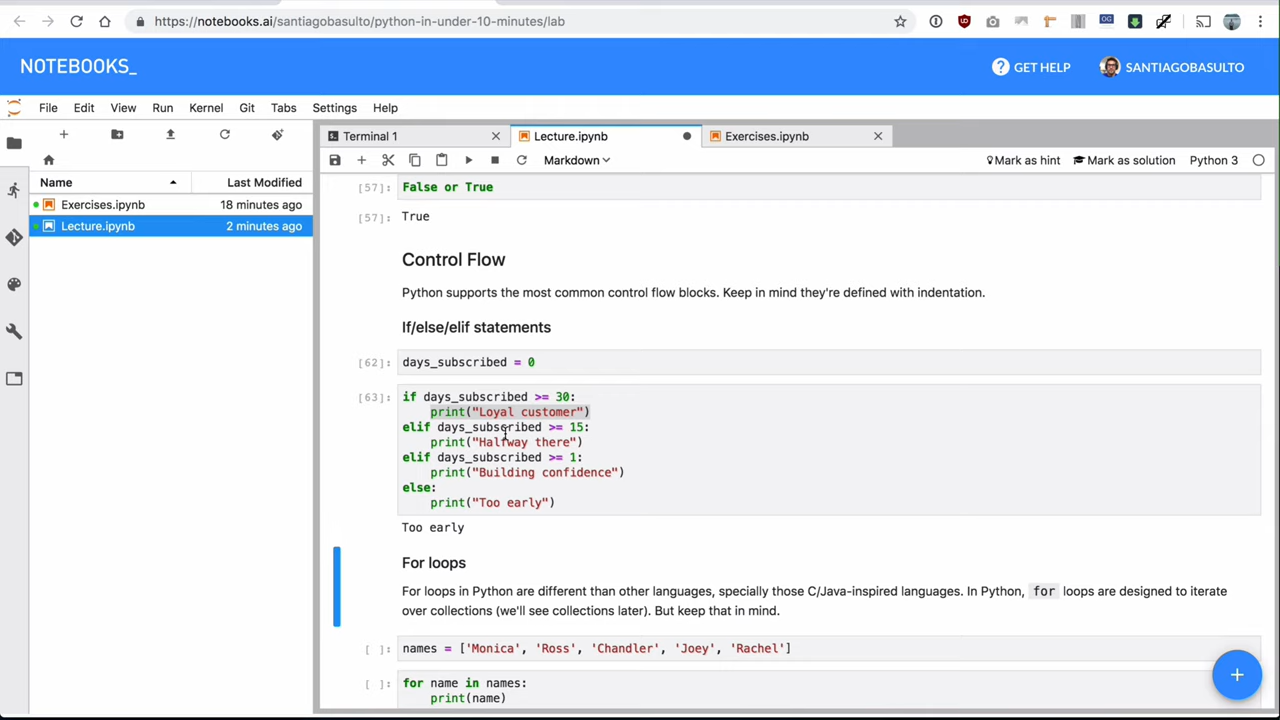 https://notebooks.ai/santiagobasulto/python-in-under-10-minutes/lab
NOTEBOOKS_
GET HELP
SANTIAGOBASULTO
File Edit View Run Kernel Git Tabs Settings Help
Terminal 1
Lecture.ipynb
Exercises.ipynb
Markdown
Mark as hint
Mark as solution
Python 3
Name
Last Modified
Exercises.ipynb 18 minutes ago
Lecture.ipynb 2 minutes ago
[57]: False or True
[57]: True
Control Flow
Python supports the most common control flow blocks. Keep in mind they're defined with indentation.
If/else/elif statements
[62]: days_subscribed = 0
[63]: if days_subscribed >= 30:
print("Loyal customer")
elif days_subscribed >= 15:
print("Halfway there")
elif days_subscribed >= 1:
print("Building confidence")
else:
print("Too early")
Too early
For loops
For loops in Python are different than other languages, specially those C/Java-inspired languages. In Python, for loops are designed to iterate
over collections (we'll see collections later). But keep that in mind.
[ ]: names = ['Monica', 'Ross', 'Chandler', 'Joey', 'Rachel']
[ ]: for name in names:
print(name)